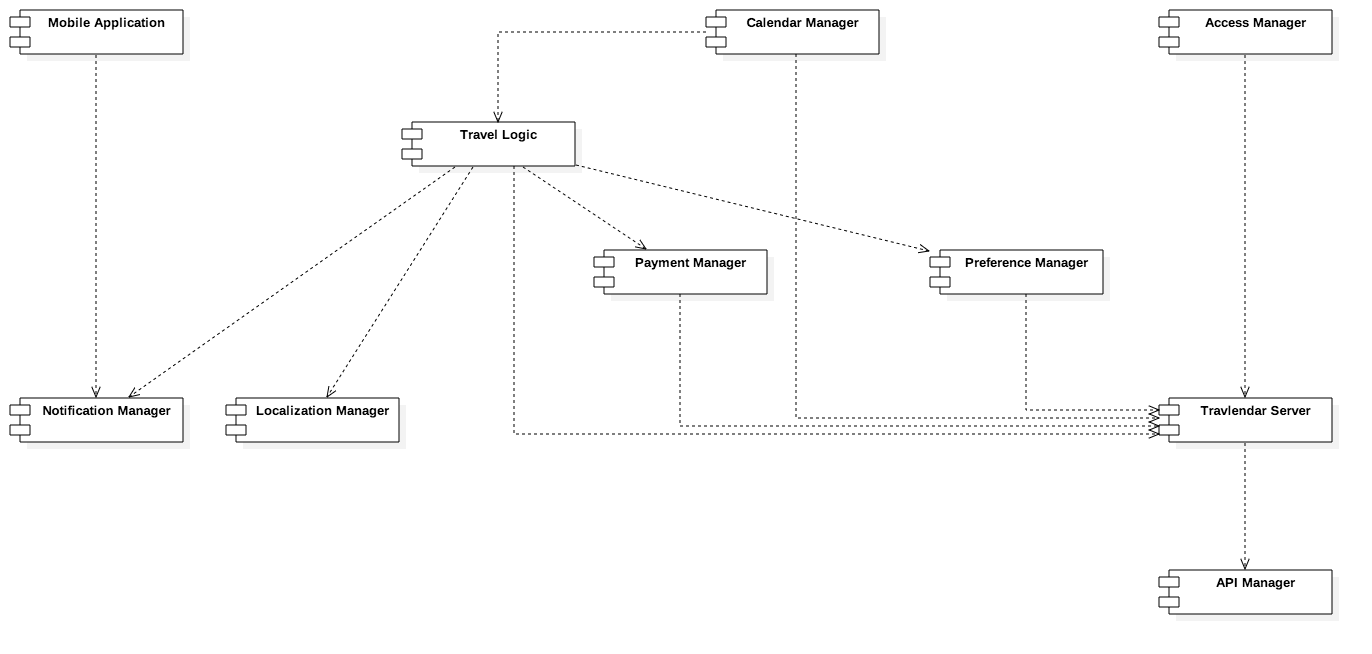 Mobile Application
Calendar Manager
Access Manager
Travel Logic
Payment Manager
Preference Manager
Notification Manager
Localization Manager
Travlendar Server
API Manager